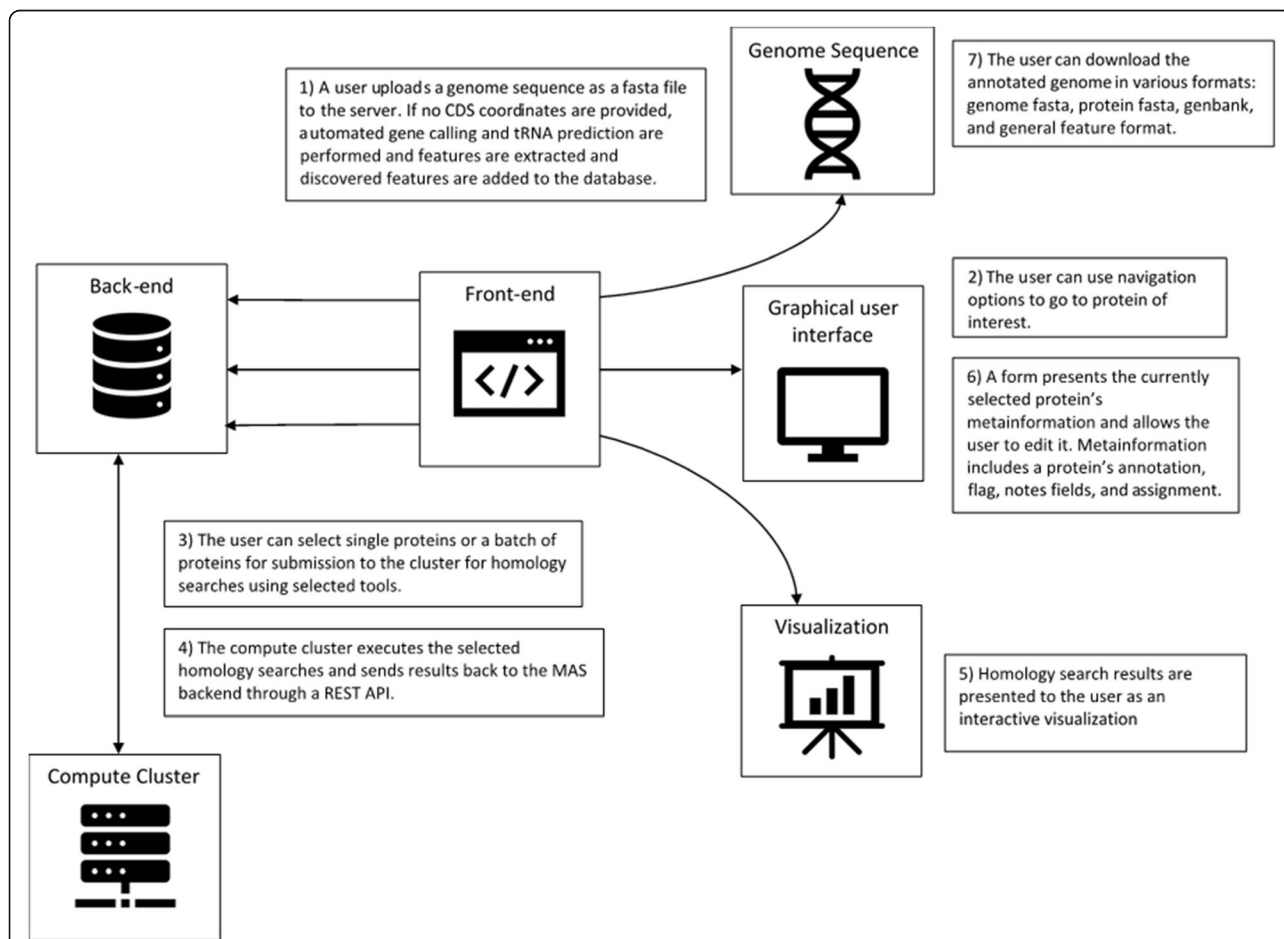 Genome Sequence
1) A user uploads a genome sequence as a fasta file
to the server. If no CDS coordinates are provided,
automated gene calling and tRNA prediction are
performed and features are extracted and
discovered features are added to the database.
7) The user can download the
annotated genome in various formats:
genome fasta, protein fasta, genbank,
and general feature format.
Back-end
Front-end
</>
Graphical user
interface
2) The user can use navigation
options to go to protein of
interest.
6) A form presents the currently
selected protein's
metainformation and allows the
user to edit it. Metainformation
includes a protein's annotation,
flag, notes fields, and assignment.
3) The user can select single proteins or a batch of
proteins for submission to the cluster for homology
searches using selected tools.
4) The compute cluster executes the selected
homology searches and sends results back to the MAS
backend through a REST API.
Visualization
5) Homology search results are
presented to the user as an
interactive visualization
Compute Cluster